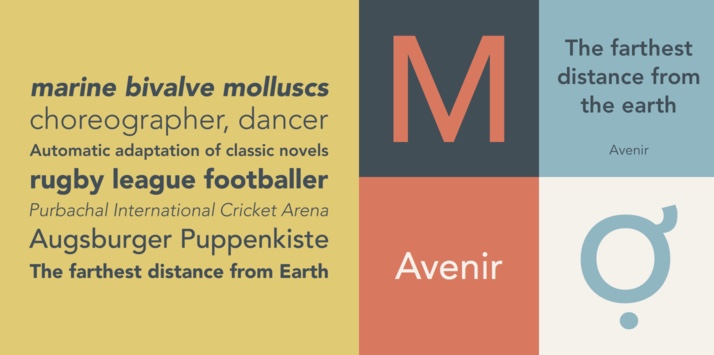 marine bivalve molluscs
choreographer, dancer
Automatic adaptation of classic novels
rugby league footballer
Purbachal International Cricket Arena
Augsburger Puppenkiste
The farthest distance from Earth
M
The farthest
distance from
the earth
Avenir
Avenir
ợ